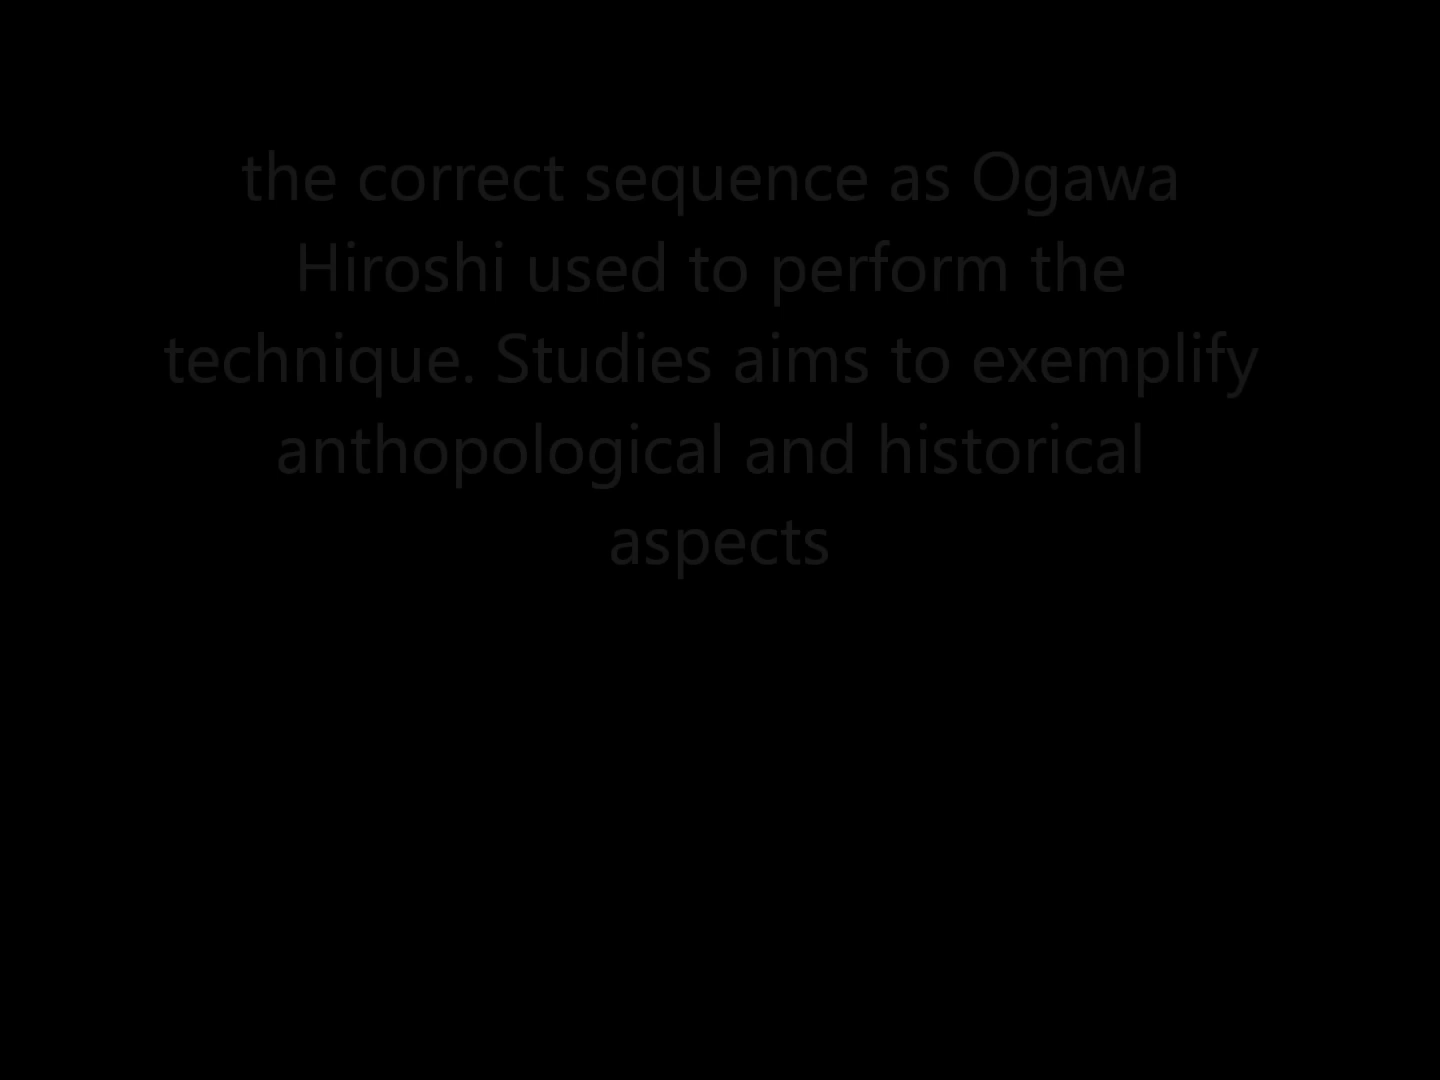 the correct sequence as Ogawa
Hiroshi used to perform the
technique. Studies aims to exemplify
anthopological and historical
aspects